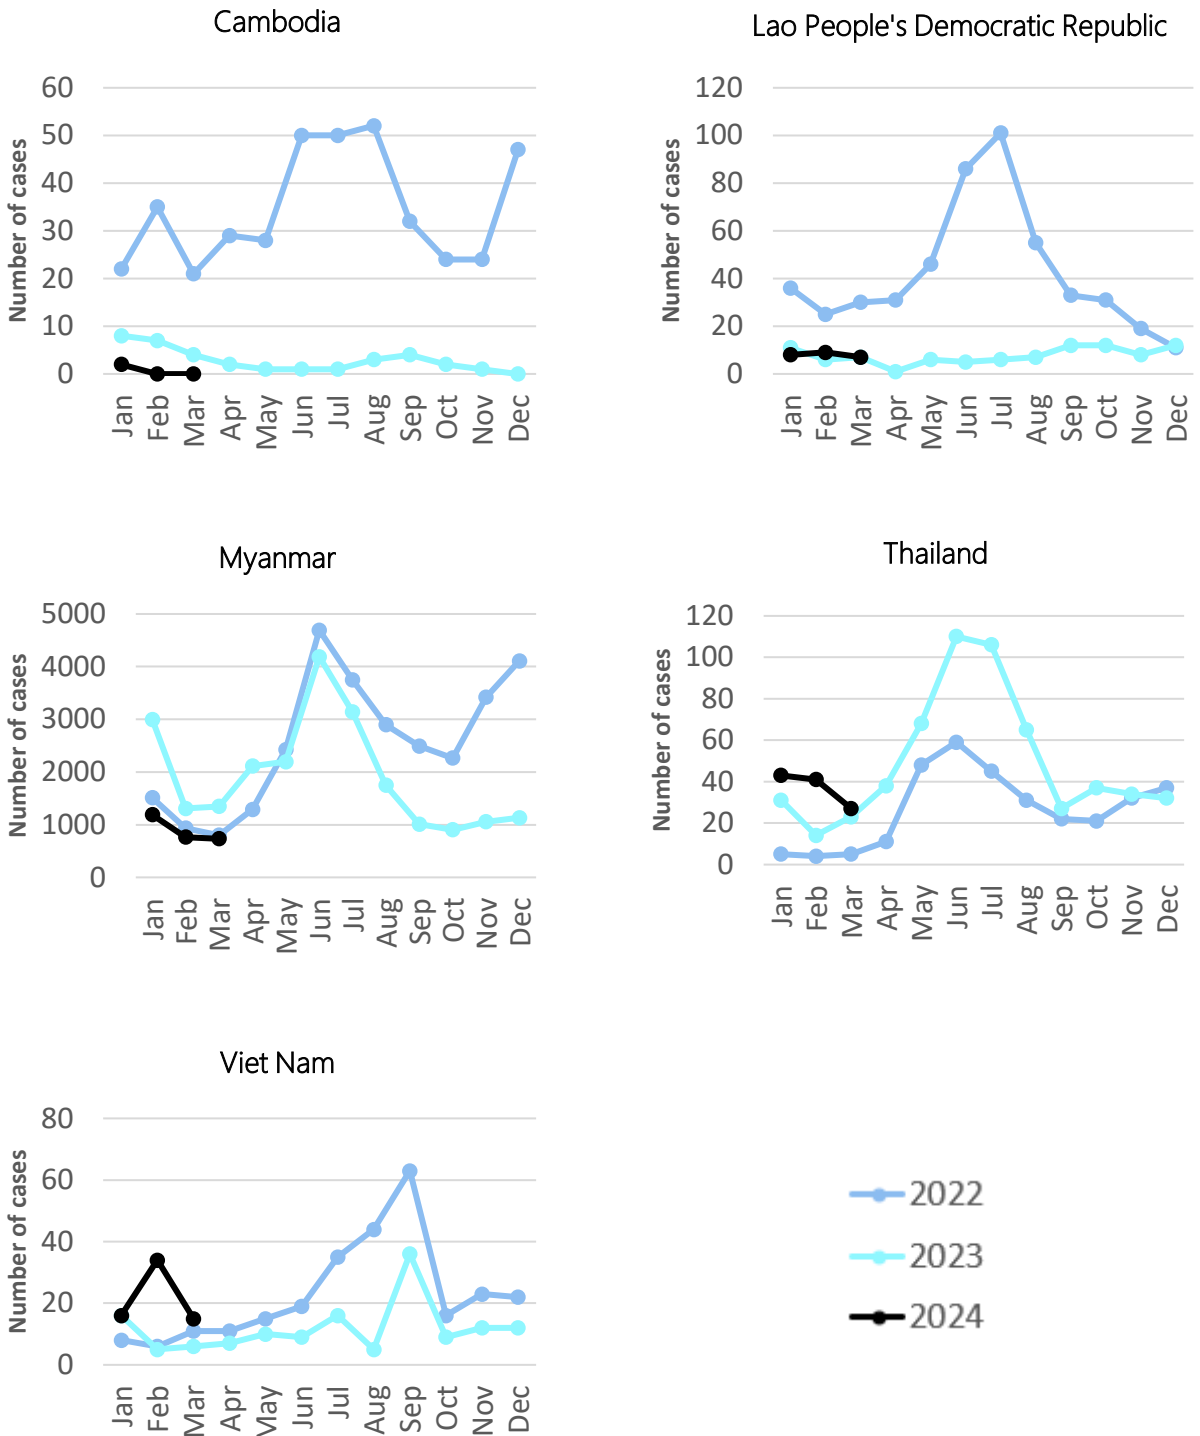 Cambodia
60
50
40
30
20
10
0
Number of cases
Jan
Feb
Mar
Apr
May
Jun
Jul
Aug
Sep
Oct
Nov
Dec
Lao People's Democratic Republic
120
100
80
60
40
20
0
Number of cases
Jan
Feb
Mar
Apr
May
Jun
Jul
Aug
Sep
Oct
Nov
Dec
Myanmar
5000
4000
3000
2000
1000
0
Number of cases
Jan
Feb
Mar
Apr
May
Jun
Jul
Aug
Sep
Oct
Nov
Dec
Thailand
120
100
80
60
40
20
0
Number of cases
Jan
Feb
Mar
Apr
May
Jun
Jul
Aug
Sep
Oct
Nov
Dec
Viet Nam
80
60
40
20
0
Number of cases
Jan
Feb
Mar
Apr
May
Jun
Jul
Aug
Sep
Oct
Nov
Dec
2022
2023
2024